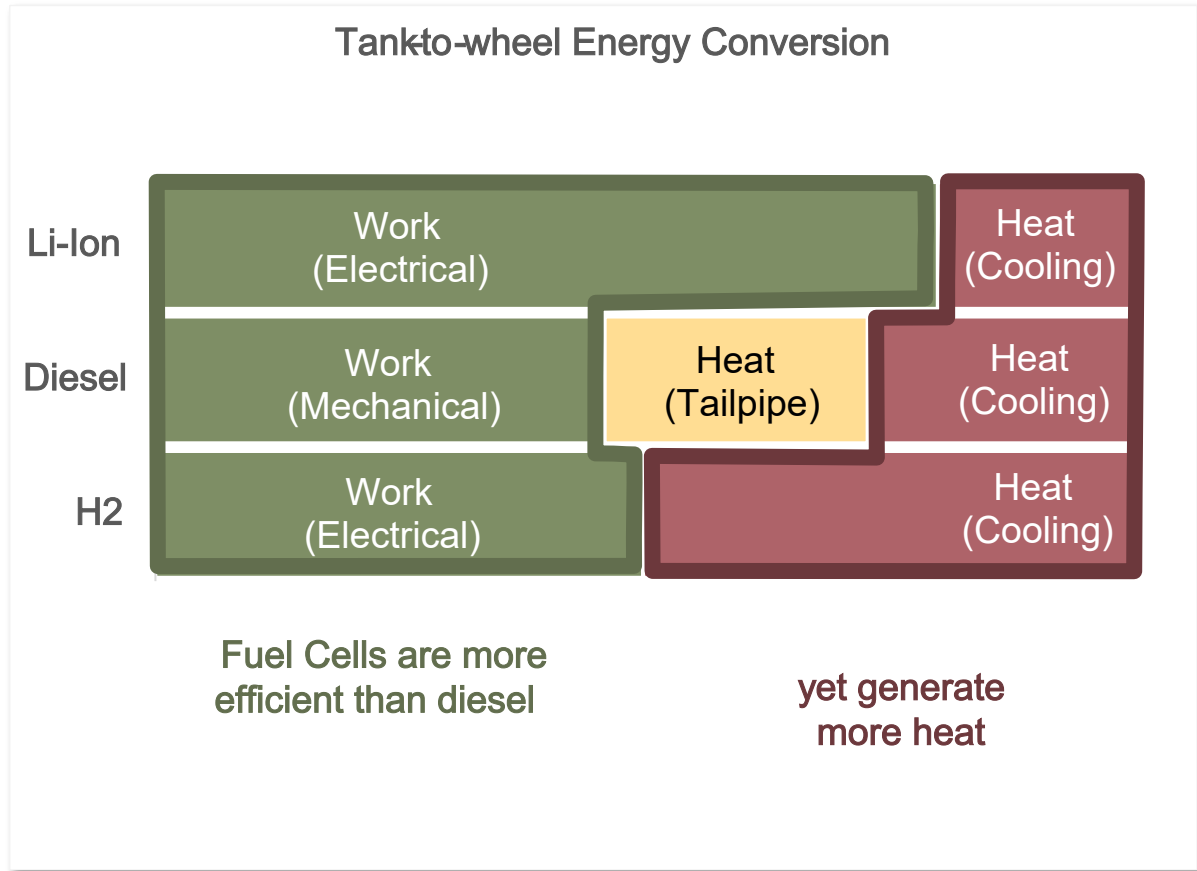 Tank-to-wheel Energy Conversion
Li-Ion
Work
(Electrical)
Heat
(Cooling)
Diesel
Work
(Mechanical)
Heat
(Tailpipe)
Heat
(Cooling)
H2
Work
(Electrical)
Heat
(Cooling)
Fuel Cells are more
efficient than diesel
yet generate
more heat